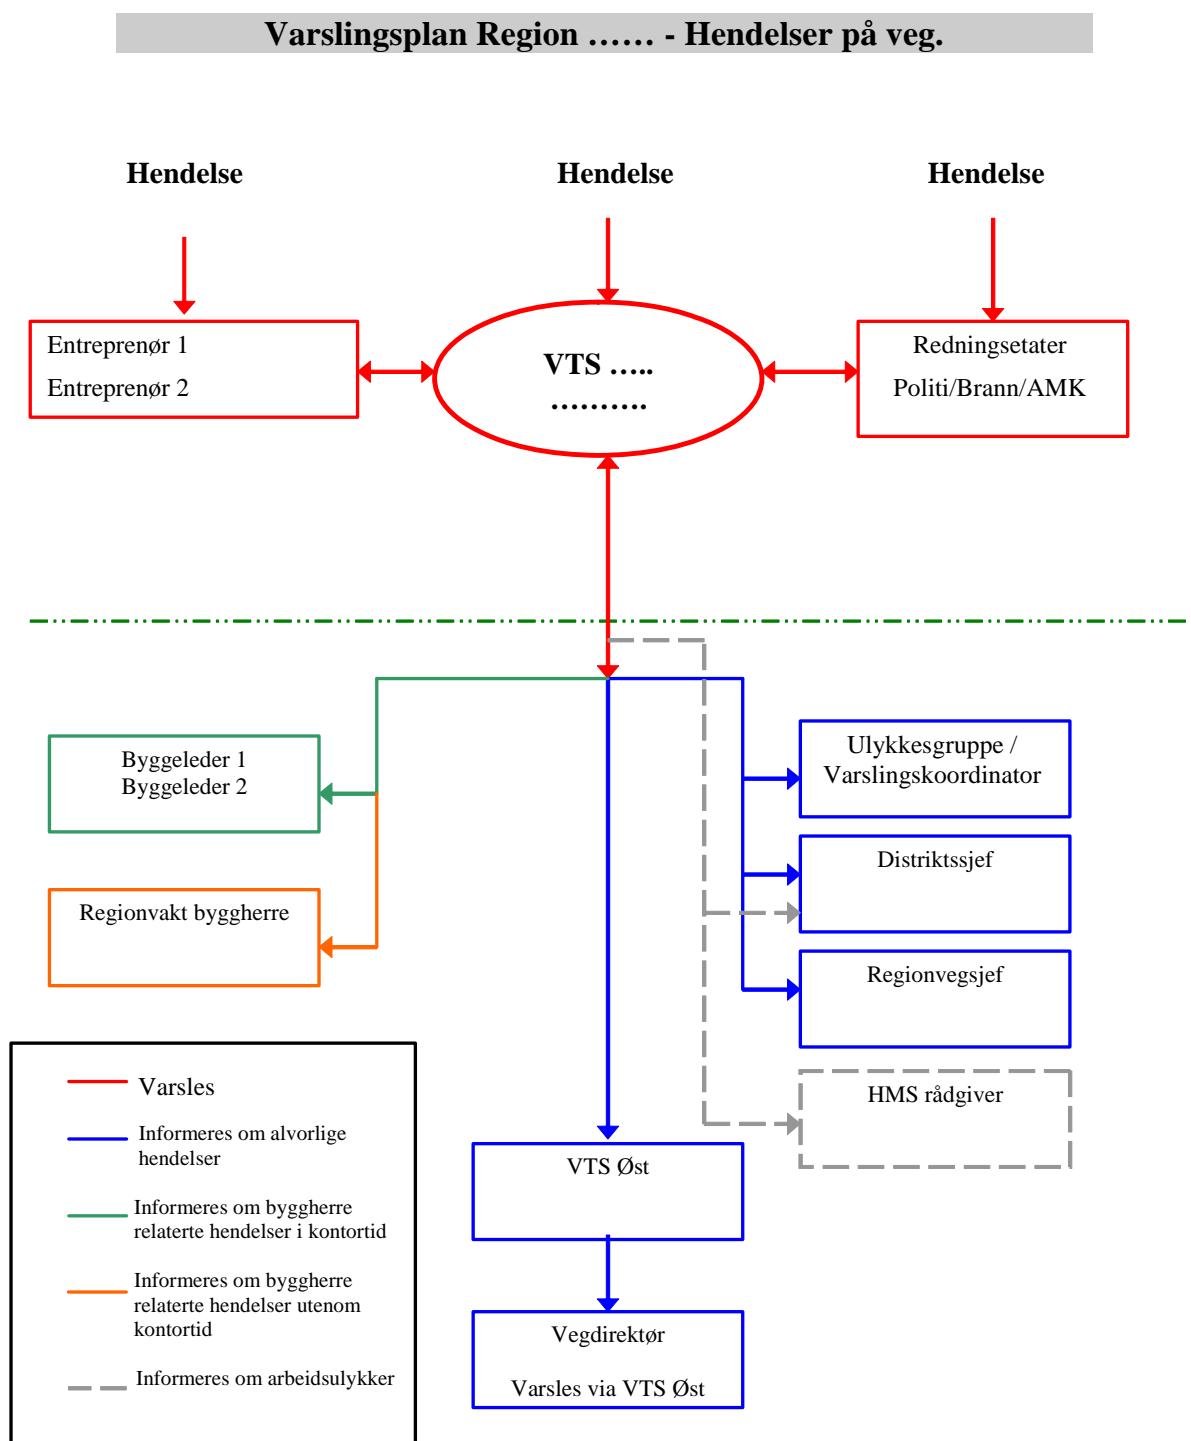 Varslingsplan Region …… - Hendelser på veg.
Hendelse
Hendelse
Hendelse
Entreprenør 1
Entreprenør 2
VTS …..
……….
Redningsetater
Politi/Brann/AMK
Byggeleder 1
Byggeleder 2
Regionvakt byggherre
Ulykkesgruppe /
Varslingskoordinator
Distriktssjef
Regionvegsjef
HMS rådgiver
VTS Øst
Vegdirektør
Varsles via VTS Øst
Varsles
Informeres om alvorlige
hendelser
Informeres om byggherre
relaterte hendelser i kontortid
Informeres om byggherre
relaterte hendelser utenom
kontortid
Informeres om arbeidsulykker